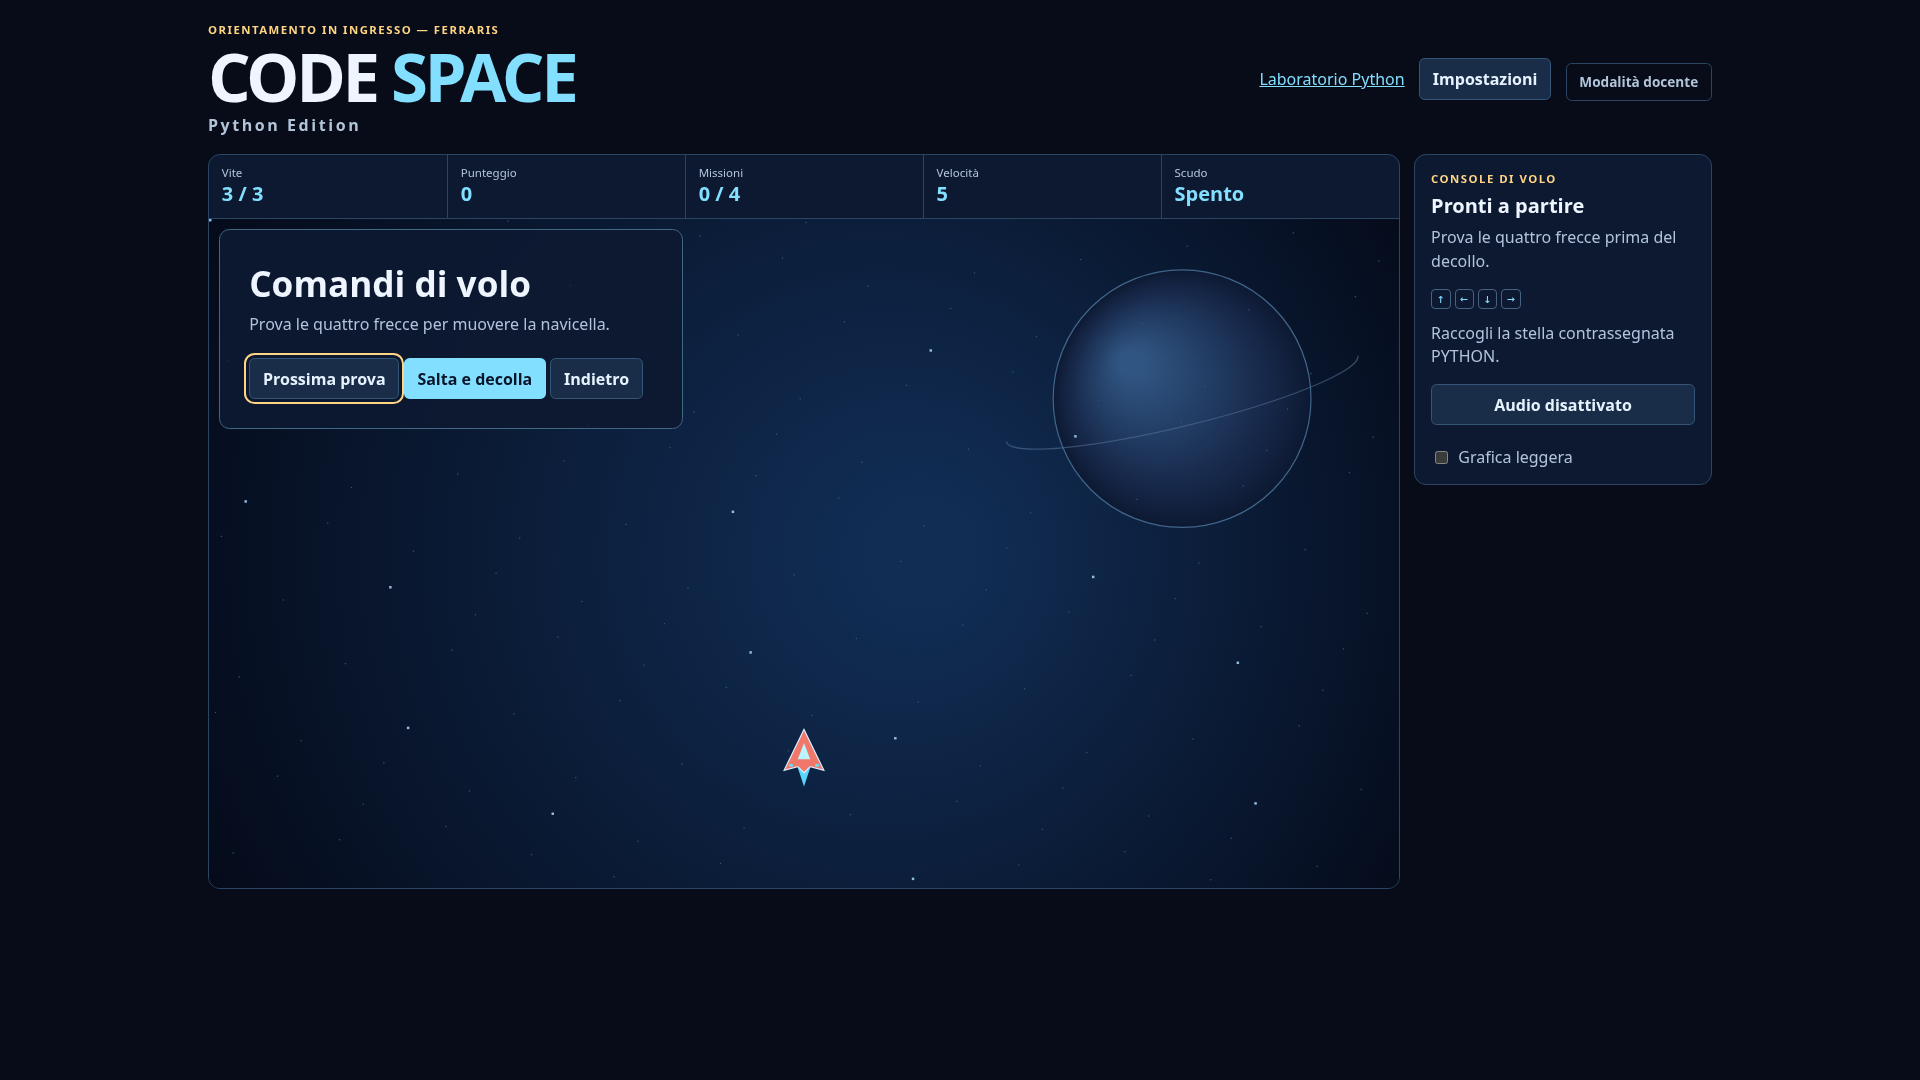 ORIENTAMENTO IN INGRESSO — FERRARIS
CODE SPACE
Python Edition
Laboratorio Python
Impostazioni
Modalità docente
Vite
3 / 3
Punteggio
0
Missioni
0 / 4
Velocità
5
Scudo
Spento
Comandi di volo
Prova le quattro frecce per muovere la navicella.
Prossima prova
Salta e decolla
Indietro
CONSOLE DI VOLO
Pronti a partire
Prova le quattro frecce prima del
decollo.
↑ ← ↓ →
Raccogli la stella contrassegnata
PYTHON.
Audio disattivato
Grafica leggera